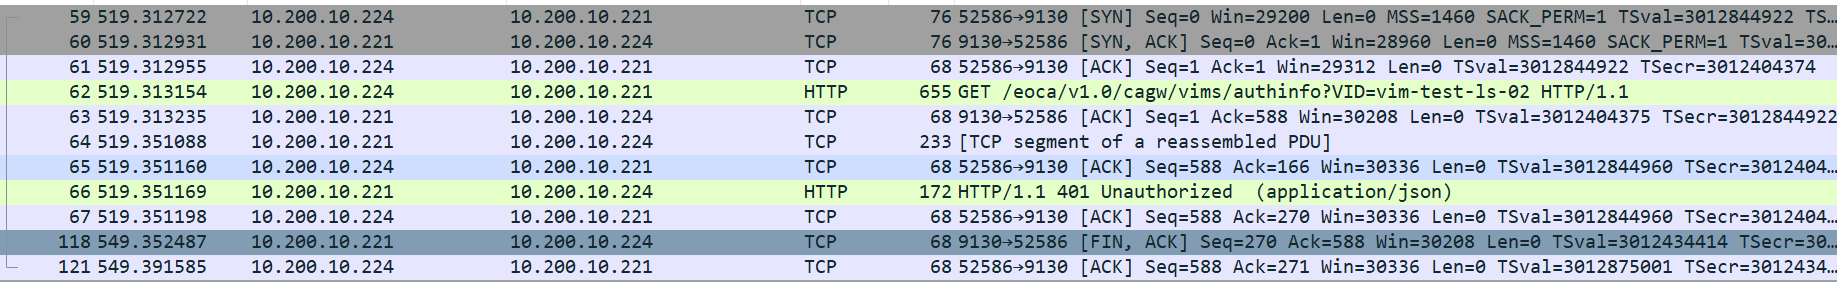 59 519.312722 10.200.10.224 10.200.10.221 TCP 76 52586→9130 [SYN] Seq=0 Win=29200 Len=0 MSS=1460 SACK_PERM=1 TSval=3012844922 TS…
60 519.312931 10.200.10.221 10.200.10.224 TCP 76 9130→52586 [SYN, ACK] Seq=0 Ack=1 Win=28960 Len=0 MSS=1460 SACK_PERM=1 TSval=30…
61 519.312955 10.200.10.224 10.200.10.221 TCP 68 52586→9130 [ACK] Seq=1 Ack=1 Win=29312 Len=0 TSval=3012844922 TSecr=3012404374
62 519.313154 10.200.10.224 10.200.10.221 HTTP 655 GET /eoca/v1.0/cagw/vims/authinfo?VID=vim-test-ls-02 HTTP/1.1
63 519.313235 10.200.10.221 10.200.10.224 TCP 68 9130→52586 [ACK] Seq=1 Ack=588 Win=30208 Len=0 TSval=3012404375 TSecr=3012844922
64 519.351088 10.200.10.221 10.200.10.224 TCP 233 [TCP segment of a reassembled PDU]
65 519.351160 10.200.10.224 10.200.10.221 TCP 68 52586→9130 [ACK] Seq=588 Ack=166 Win=30336 Len=0 TSval=3012844960 TSecr=3012404…
66 519.351169 10.200.10.221 10.200.10.224 HTTP 172 HTTP/1.1 401 Unauthorized (application/json)
67 519.351198 10.200.10.224 10.200.10.221 TCP 68 52586→9130 [ACK] Seq=588 Ack=270 Win=30336 Len=0 TSval=3012844960 TSecr=3012404…
118 549.352487 10.200.10.221 10.200.10.224 TCP 68 9130→52586 [FIN, ACK] Seq=270 Ack=588 Win=30208 Len=0 TSval=3012434414 TSecr=30…
121 549.391585 10.200.10.224 10.200.10.221 TCP 68 52586→9130 [ACK] Seq=588 Ack=271 Win=30336 Len=0 TSval=3012875001 TSecr=3012434…